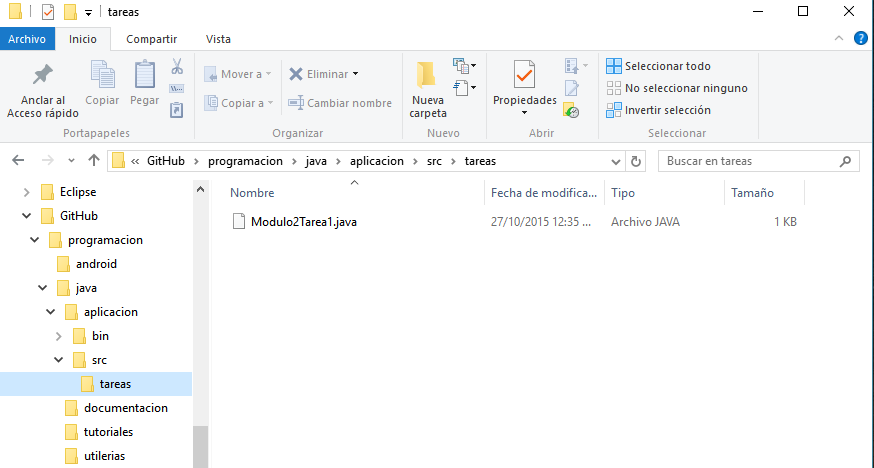 tareas
Archivo Inicio Compartir Vista
Anclar al Acceso rápido
Copiar
Pegar
Mover a
Copiar a
Eliminar
Cambiar nombre
Nueva carpeta
Propiedades
Seleccionar todo
No seleccionar ninguno
Invertir selección
Portapapeles Organizar Nuevo Abrir Seleccionar
« GitHub › programacion › java › aplicacion › src › tareas
Buscar en tareas
Eclipse
GitHub
programacion
android
java
aplicacion
bin
src
tareas
documentacion
tutoriales
utilerias
Nombre Fecha de modifica... Tipo Tamaño
Modulo2Tarea1.java 27/10/2015 12:35 ... Archivo JAVA 1 KB